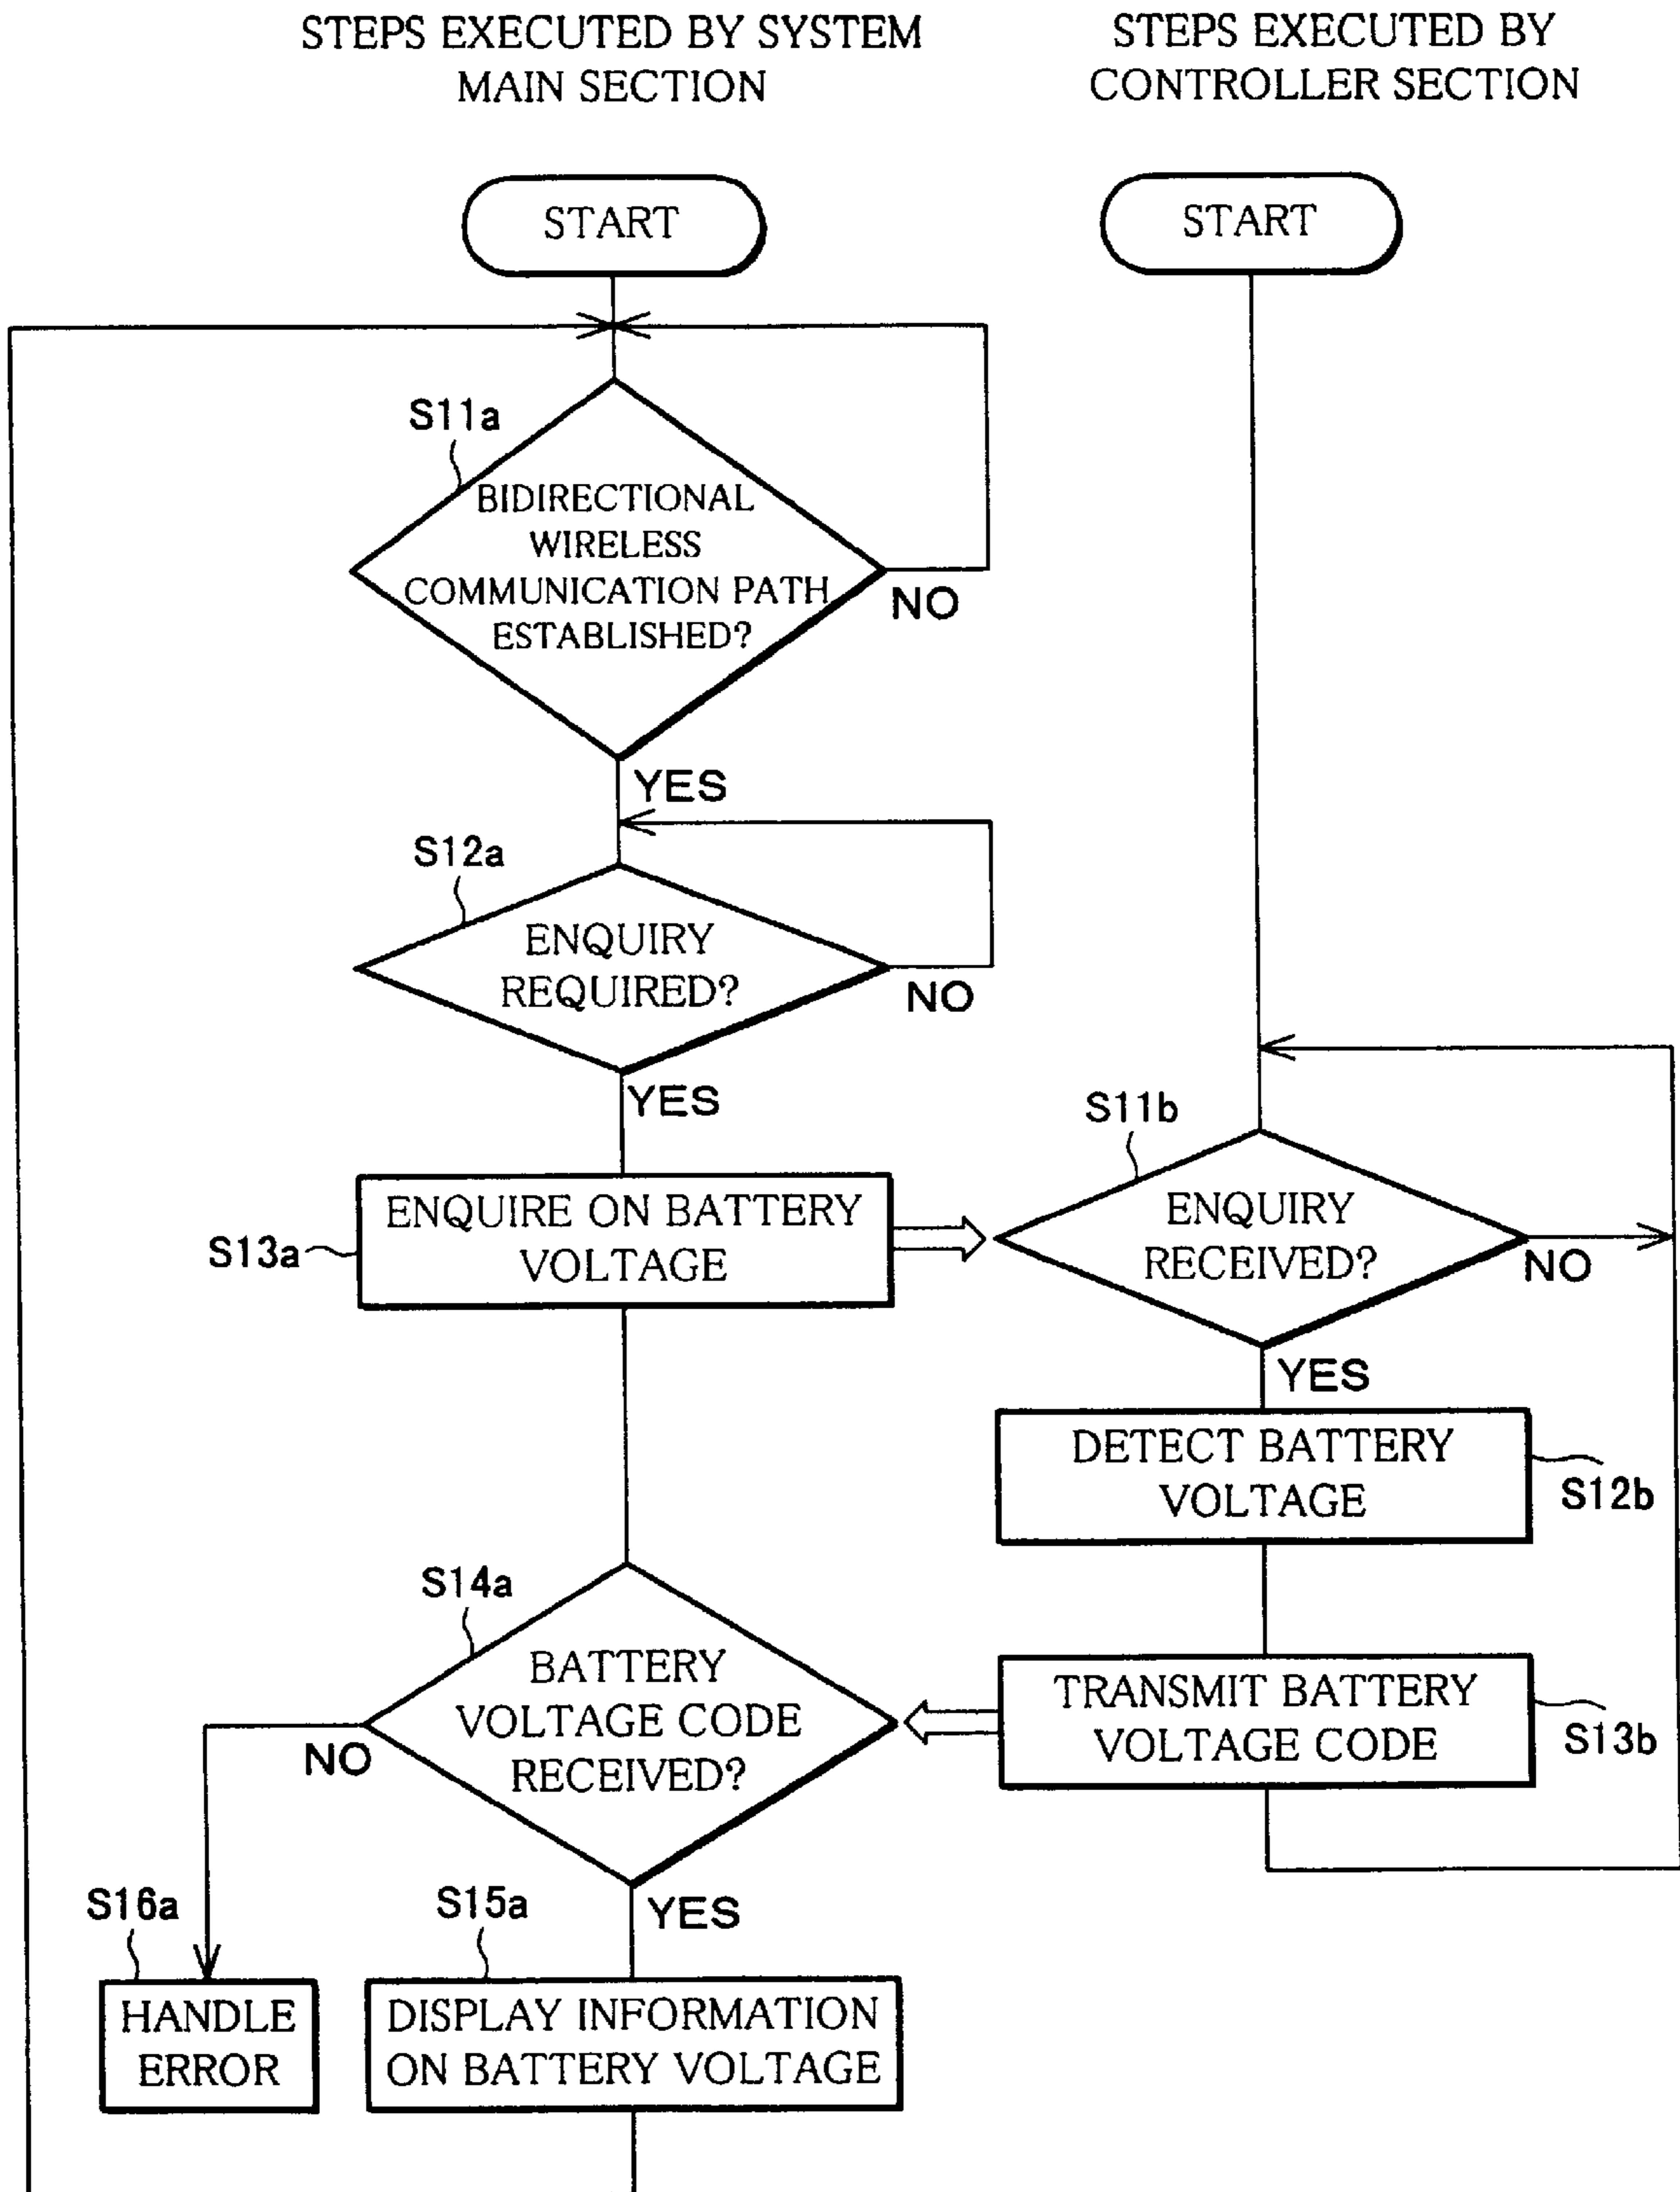 STEPS EXECUTED BY SYSTEM
MAIN SECTION
STEPS EXECUTED BY
CONTROLLER SECTION
START
START
S11a
BIDIRECTIONAL
WIRELESS
COMMUNICATION PATH
ESTABLISHED?
NO
YES
S12a
ENQUIRY
REQUIRED?
NO
YES
S13a
ENQUIRE ON BATTERY
VOLTAGE
S11b
ENQUIRY
RECEIVED?
NO
YES
DETECT BATTERY
VOLTAGE
S12b
S14a
BATTERY
VOLTAGE CODE
RECEIVED?
NO
YES
TRANSMIT BATTERY
VOLTAGE CODE
S13b
S16a
HANDLE
ERROR
S15a
DISPLAY INFORMATION
ON BATTERY VOLTAGE